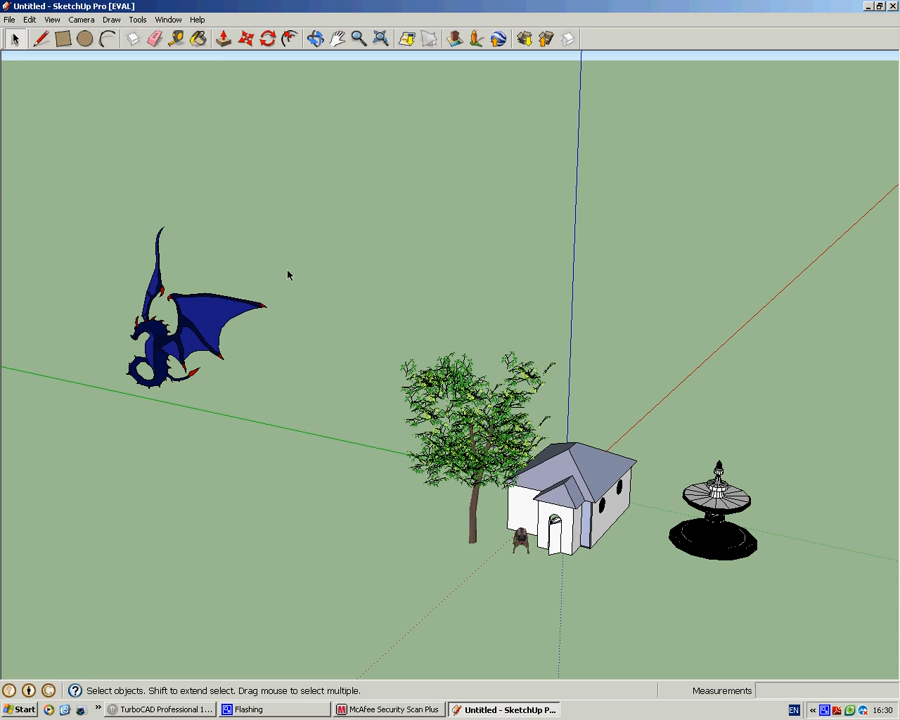 Untitled - SketchUp Pro [EVAL]
File Edit View Camera Draw Tools Window Help
Select objects. Shift to extend select. Drag mouse to select multiple.
Measurements
Start
»
TurboCAD Professional 1...
Flashing
McAfee Security Scan Plus
Untitled - SketchUp P...
EN
«
16:30